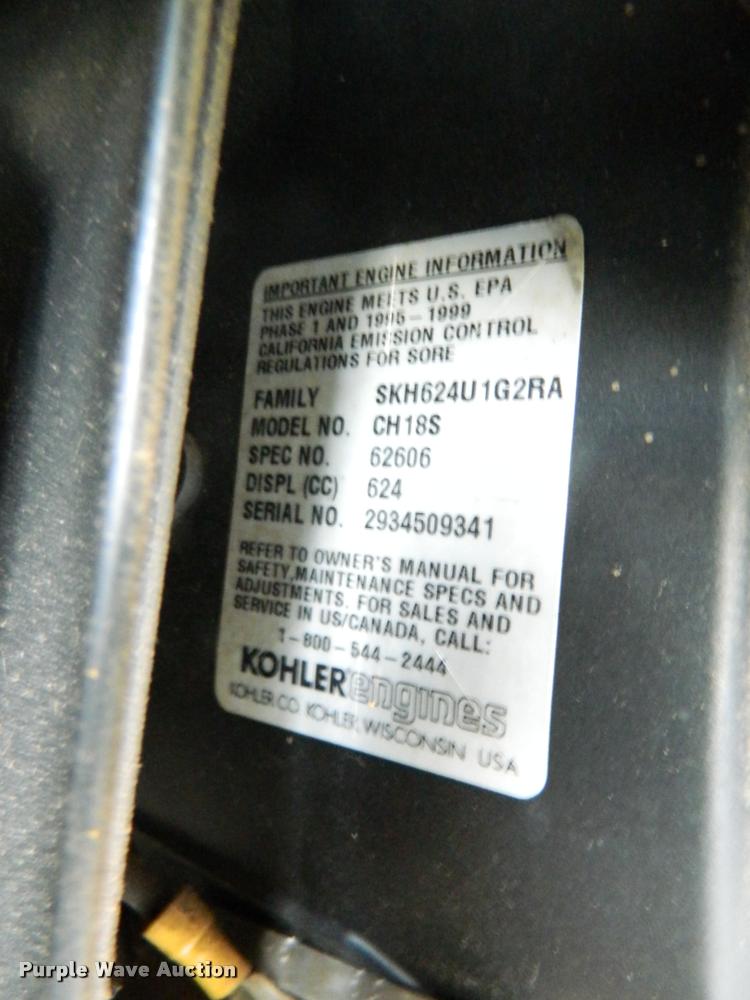 IMPORTANT ENGINE INFORMATION
THIS ENGINE MEETS U.S. EPA
PHASE 1 AND 1995-1999
CALIFORNIA EMISSION CONTROL
REGULATIONS FOR SORE
FAMILY SKH624U1G2RA
MODEL NO. CH18S
SPEC NO. 62606
DISPL (CC) 624
SERIAL NO. 2934509341
REFER TO OWNER'S MANUAL FOR
SAFETY, MAINTENANCE SPECS AND
ADJUSTMENTS. FOR SALES AND
SERVICE IN US/CANADA, CALL:
1-800-544-2444
KOHLER engines
KOHLER CO. KOHLER, WISCONSIN USA
Purple Wave Auction